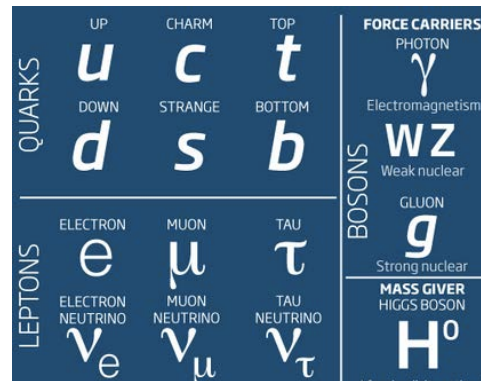 QUARKS
UP CHARM TOP
u c t
DOWN STRANGE BOTTOM
d s b
LEPTONS
ELECTRON MUON TAU
e μ τ
ELECTRON NEUTRINO MUON NEUTRINO TAU NEUTRINO
νe νμ ντ
BOSONS
FORCE CARRIERS
PHOTON
γ
Electromagnetism
W Z
Weak nuclear
GLUON
g
Strong nuclear
MASS GIVER
HIGGS BOSON
H⁰